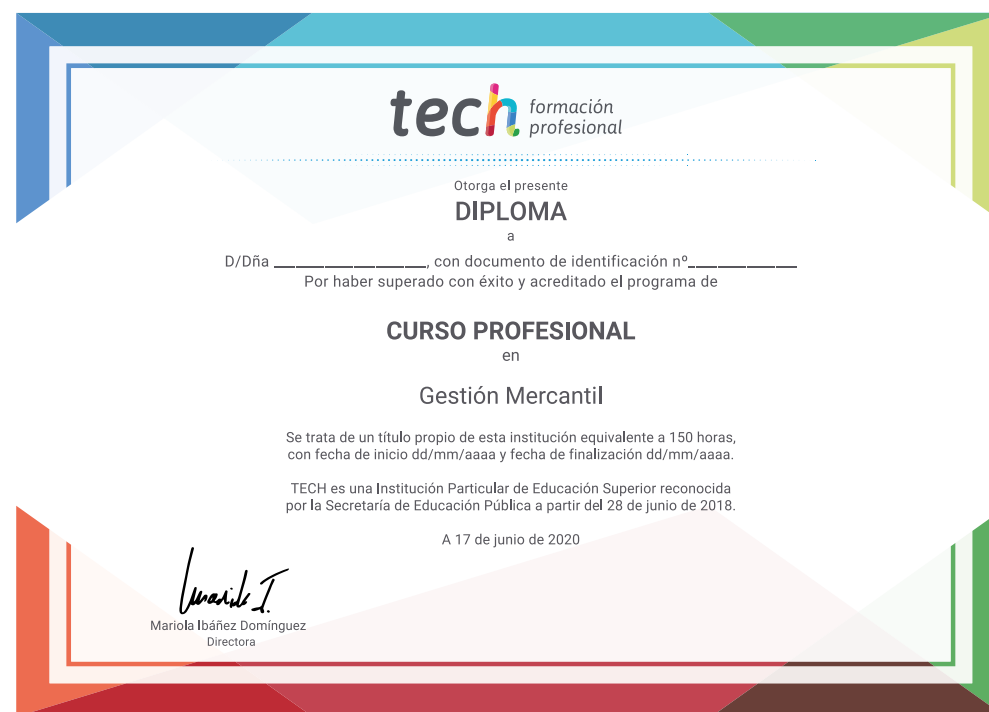 tech formación
profesional
Otorga el presente
DIPLOMA
a
D/Dña ______________, con documento de identificación nº__________
Por haber superado con éxito y acreditado el programa de
CURSO PROFESIONAL
en
Gestión Mercantil
Se trata de un título propio de esta institución equivalente a 150 horas,
con fecha de inicio dd/mm/aaaa y fecha de finalización dd/mm/aaaa.
TECH es una Institución Particular de Educación Superior reconocida
por la Secretaría de Educación Pública a partir del 28 de junio de 2018.
A 17 de junio de 2020
Mariola Ibáñez Domínguez
Directora